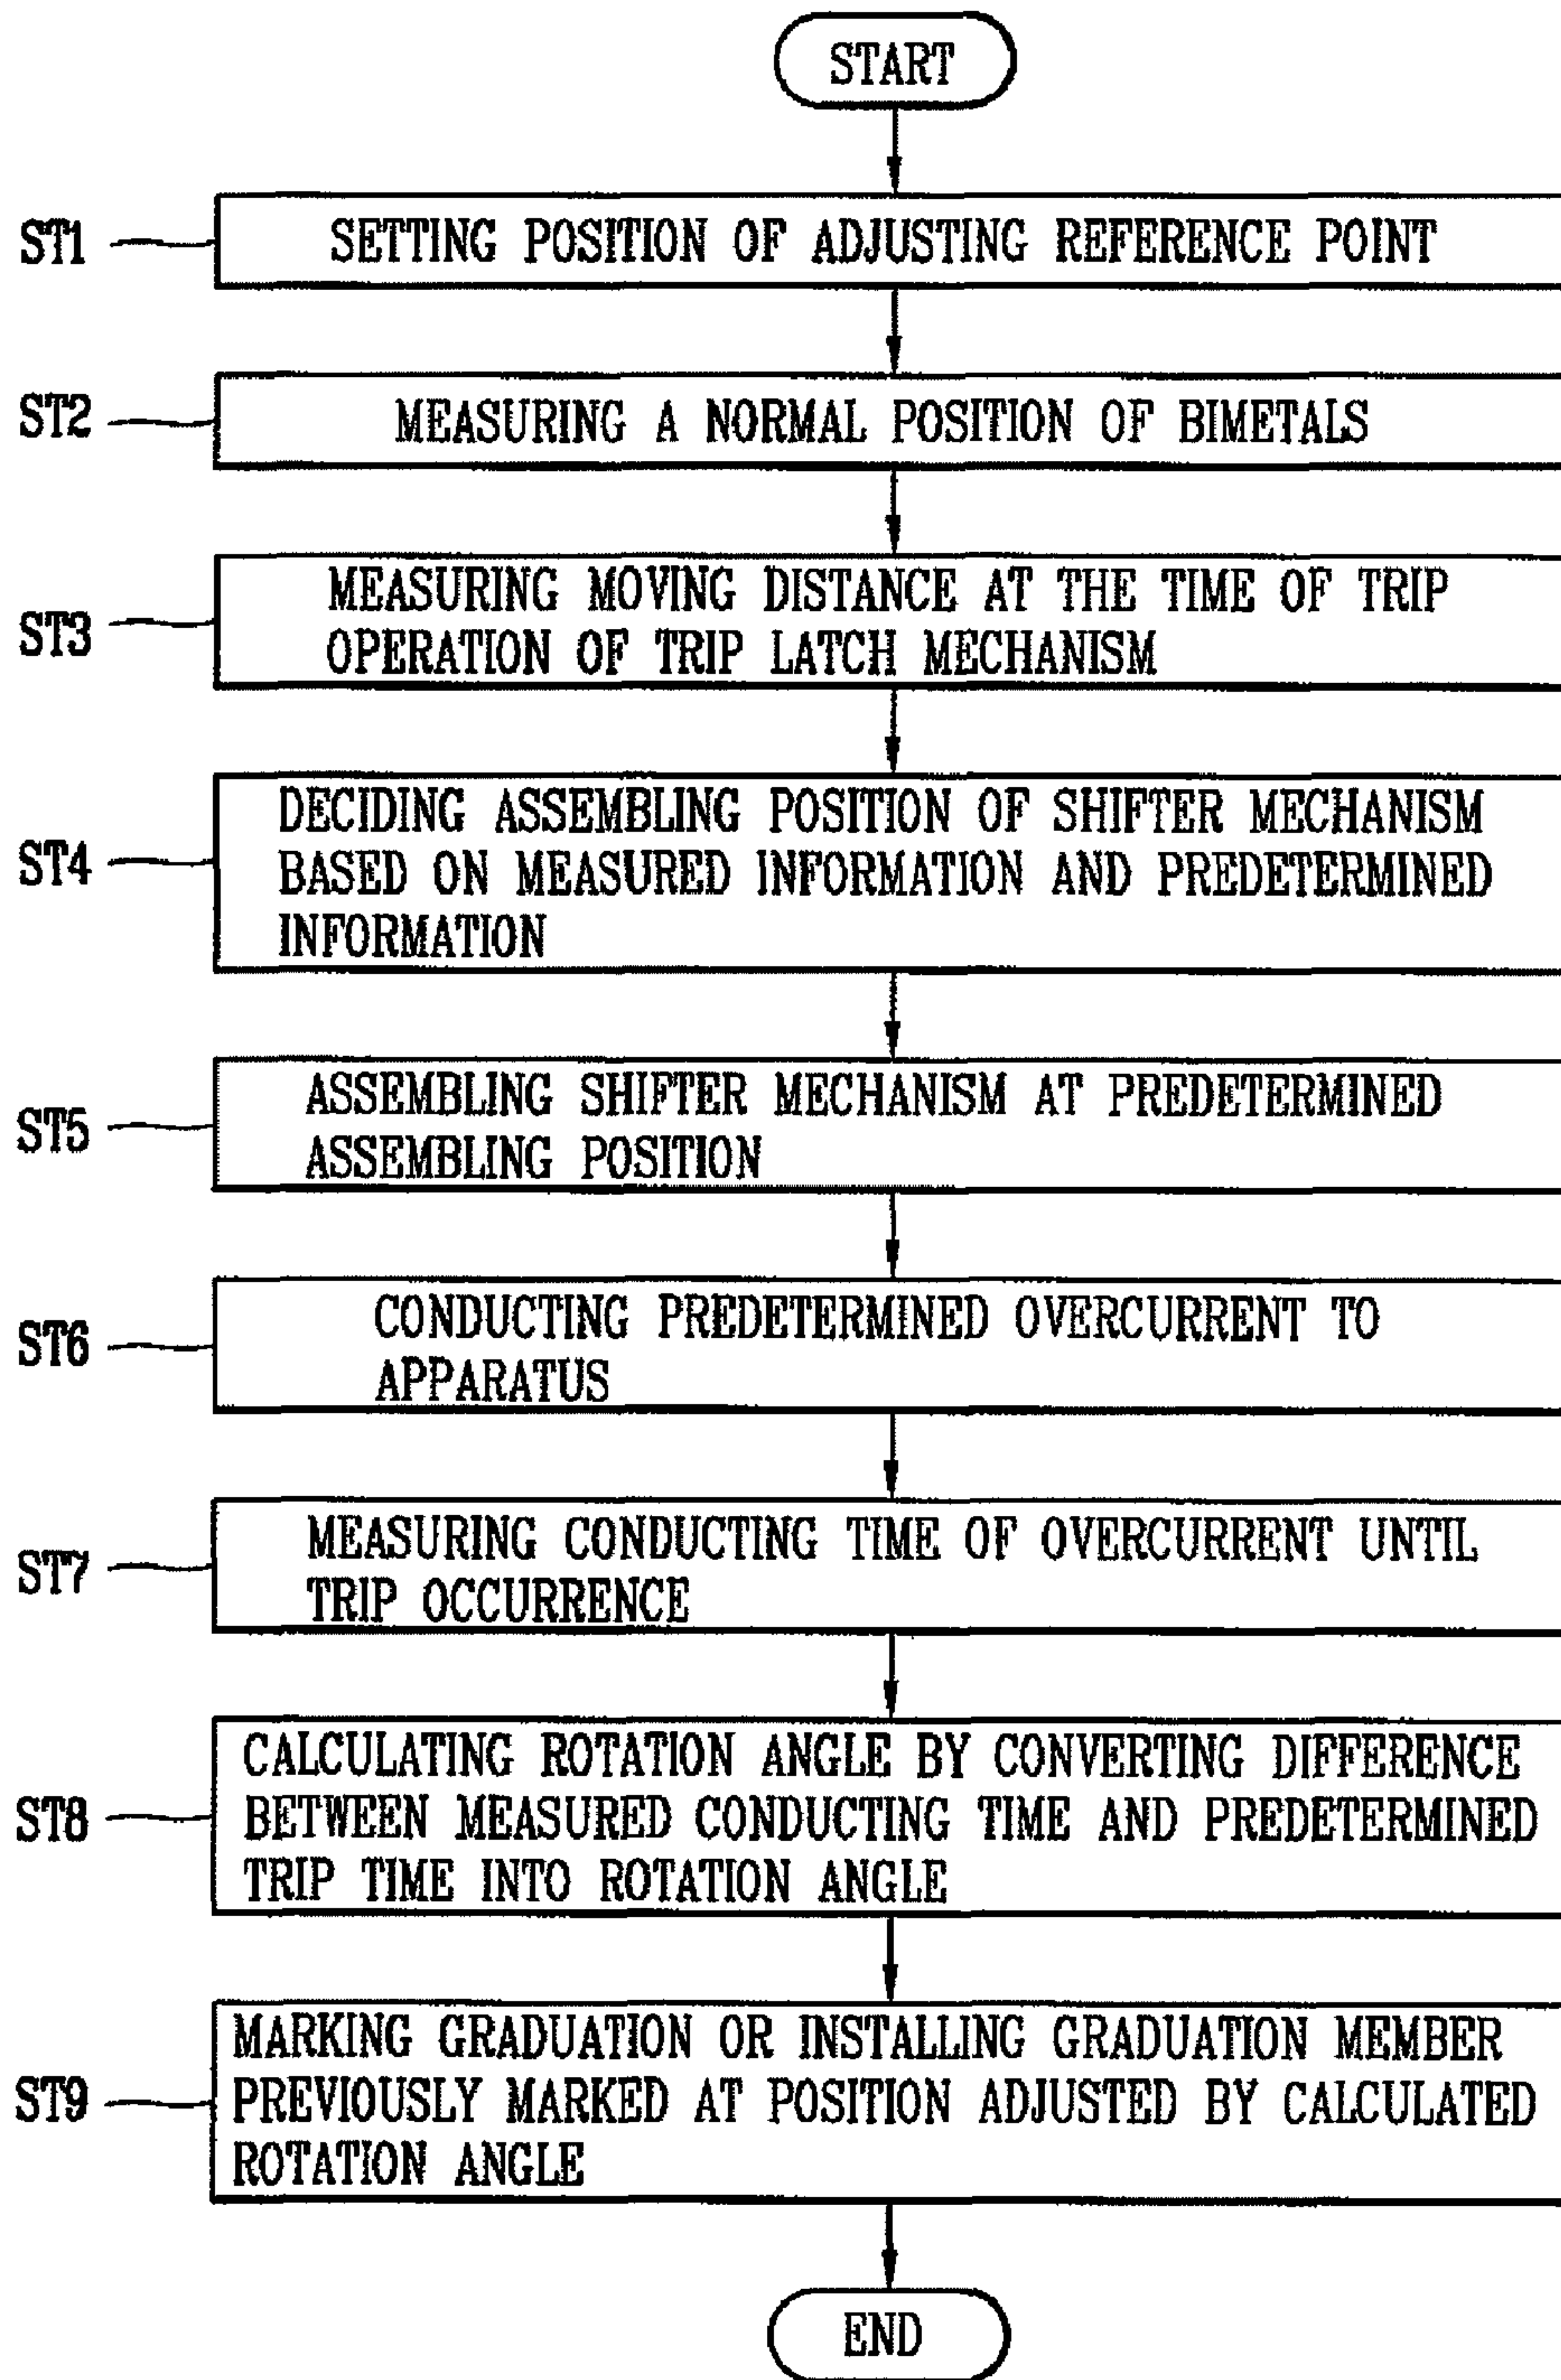 START
ST1
SETTING POSITION OF ADJUSTING REFERENCE POINT
ST2
MEASURING A NORMAL POSITION OF BIMETALS
ST3
MEASURING MOVING DISTANCE AT THE TIME OF TRIP
OPERATION OF TRIP LATCH MECHANISM
ST4
DECIDING ASSEMBLING POSITION OF SHIFTER MECHANISM
BASED ON MEASURED INFORMATION AND PREDETERMINED
INFORMATION
ST5
ASSEMBLING SHIFTER MECHANISM AT PREDETERMINED
ASSEMBLING POSITION
ST6
CONDUCTING PREDETERMINED OVERCURRENT TO
APPARATUS
ST7
MEASURING CONDUCTING TIME OF OVERCURRENT UNTIL
TRIP OCCURRENCE
ST8
CALCULATING ROTATION ANGLE BY CONVERTING DIFFERENCE
BETWEEN MEASURED CONDUCTING TIME AND PREDETERMINED
TRIP TIME INTO ROTATION ANGLE
ST9
MARKING GRADUATION OR INSTALLING GRADUATION MEMBER
PREVIOUSLY MARKED AT POSITION ADJUSTED BY CALCULATED
ROTATION ANGLE
END